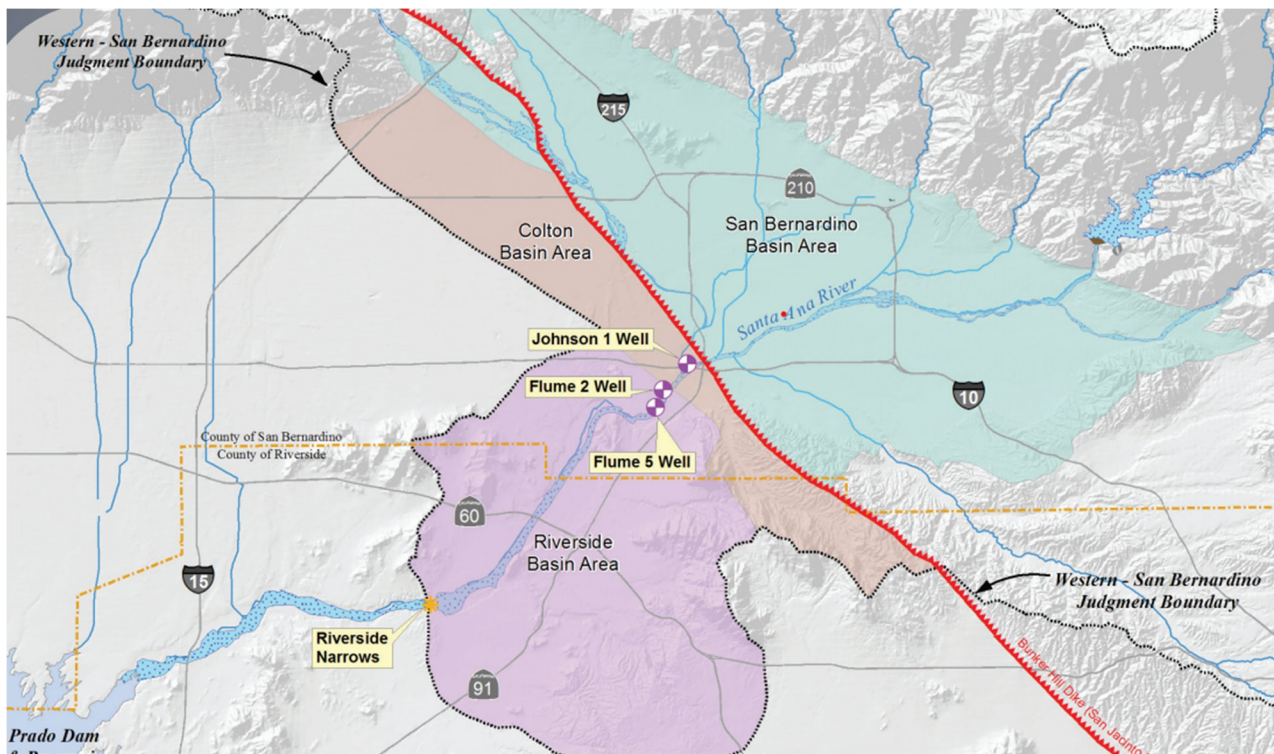 Western - San Bernardino
Judgment Boundary
215
210
San Bernardino
Basin Area
Colton
Basin Area
Santa Ana River
Johnson 1 Well
Flume 2 Well
10
Flume 5 Well
County of San Bernardino
County of Riverside
60
Riverside
Basin Area
15
Western - San Bernardino
Judgment Boundary
Riverside
Narrows
91
Bunker Hill Dike (San Jacinto
Prado Dam